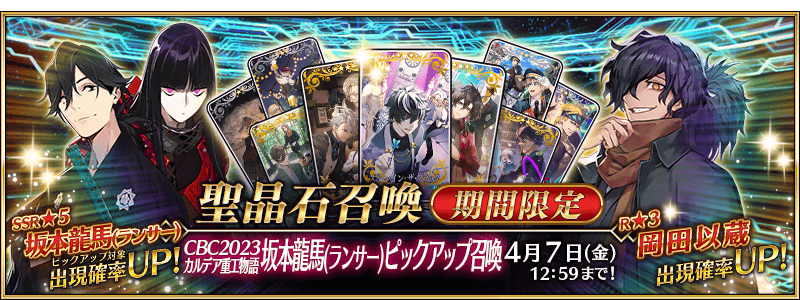 聖晶石召喚 期間限定
SSR★5
坂本龍馬(ランサー)
ピックアップ対象
出現確率UP!
CBC2023
カルデア重工物語
坂本龍馬(ランサー)ピックアップ召喚
4月7日(金)
12:59まで!
R★3
岡田以蔵
出現確率UP!